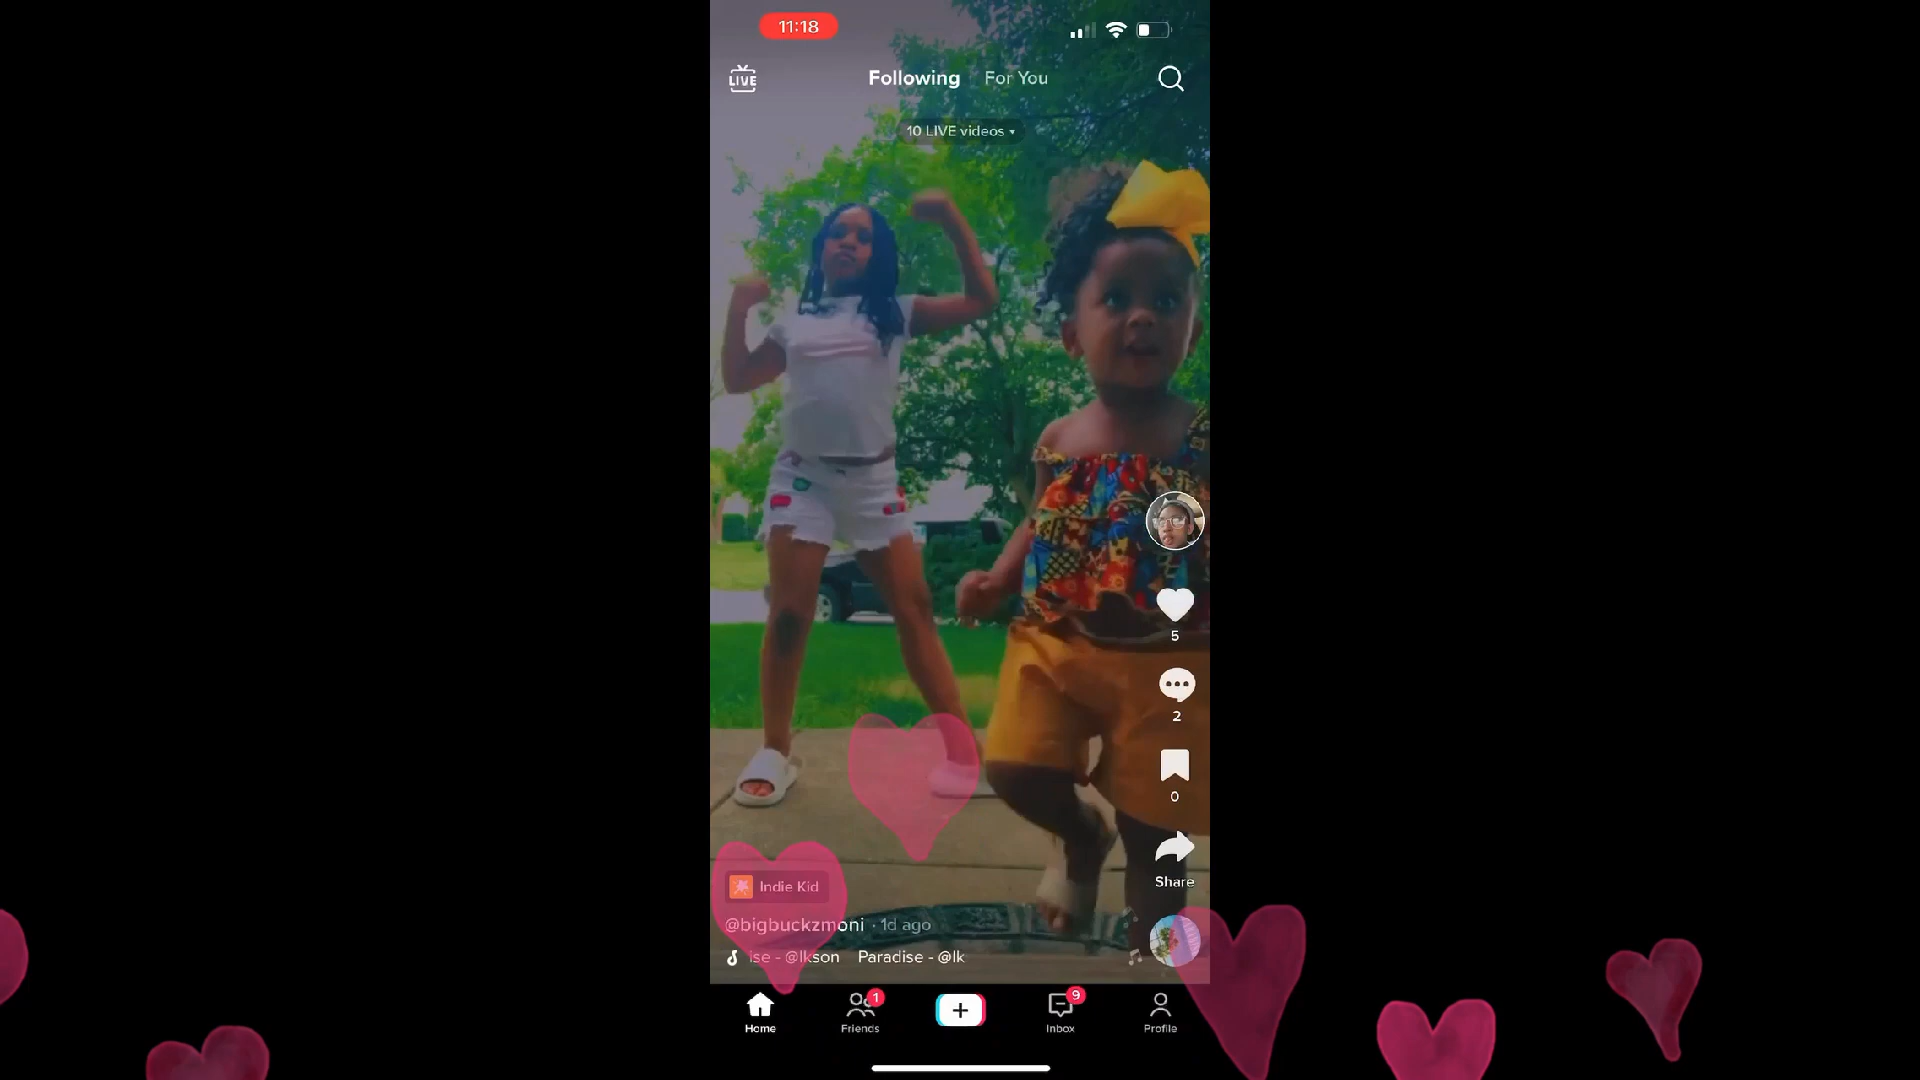 11:18
LIVE
Following
For You
10 LIVE videos
5
2
0
Share
Indie Kid
@bigbuckzmoni · 1d ago
ise - @lkson Paradise - @lk
Home
1
Friends
9
Inbox
Profile